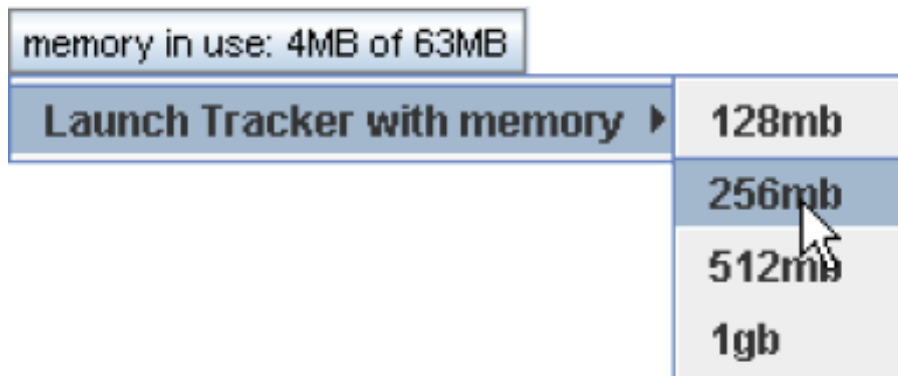 memory in use: 4MB of 63MB
Launch Tracker with memory
128mb
256mb
512mb
1gb